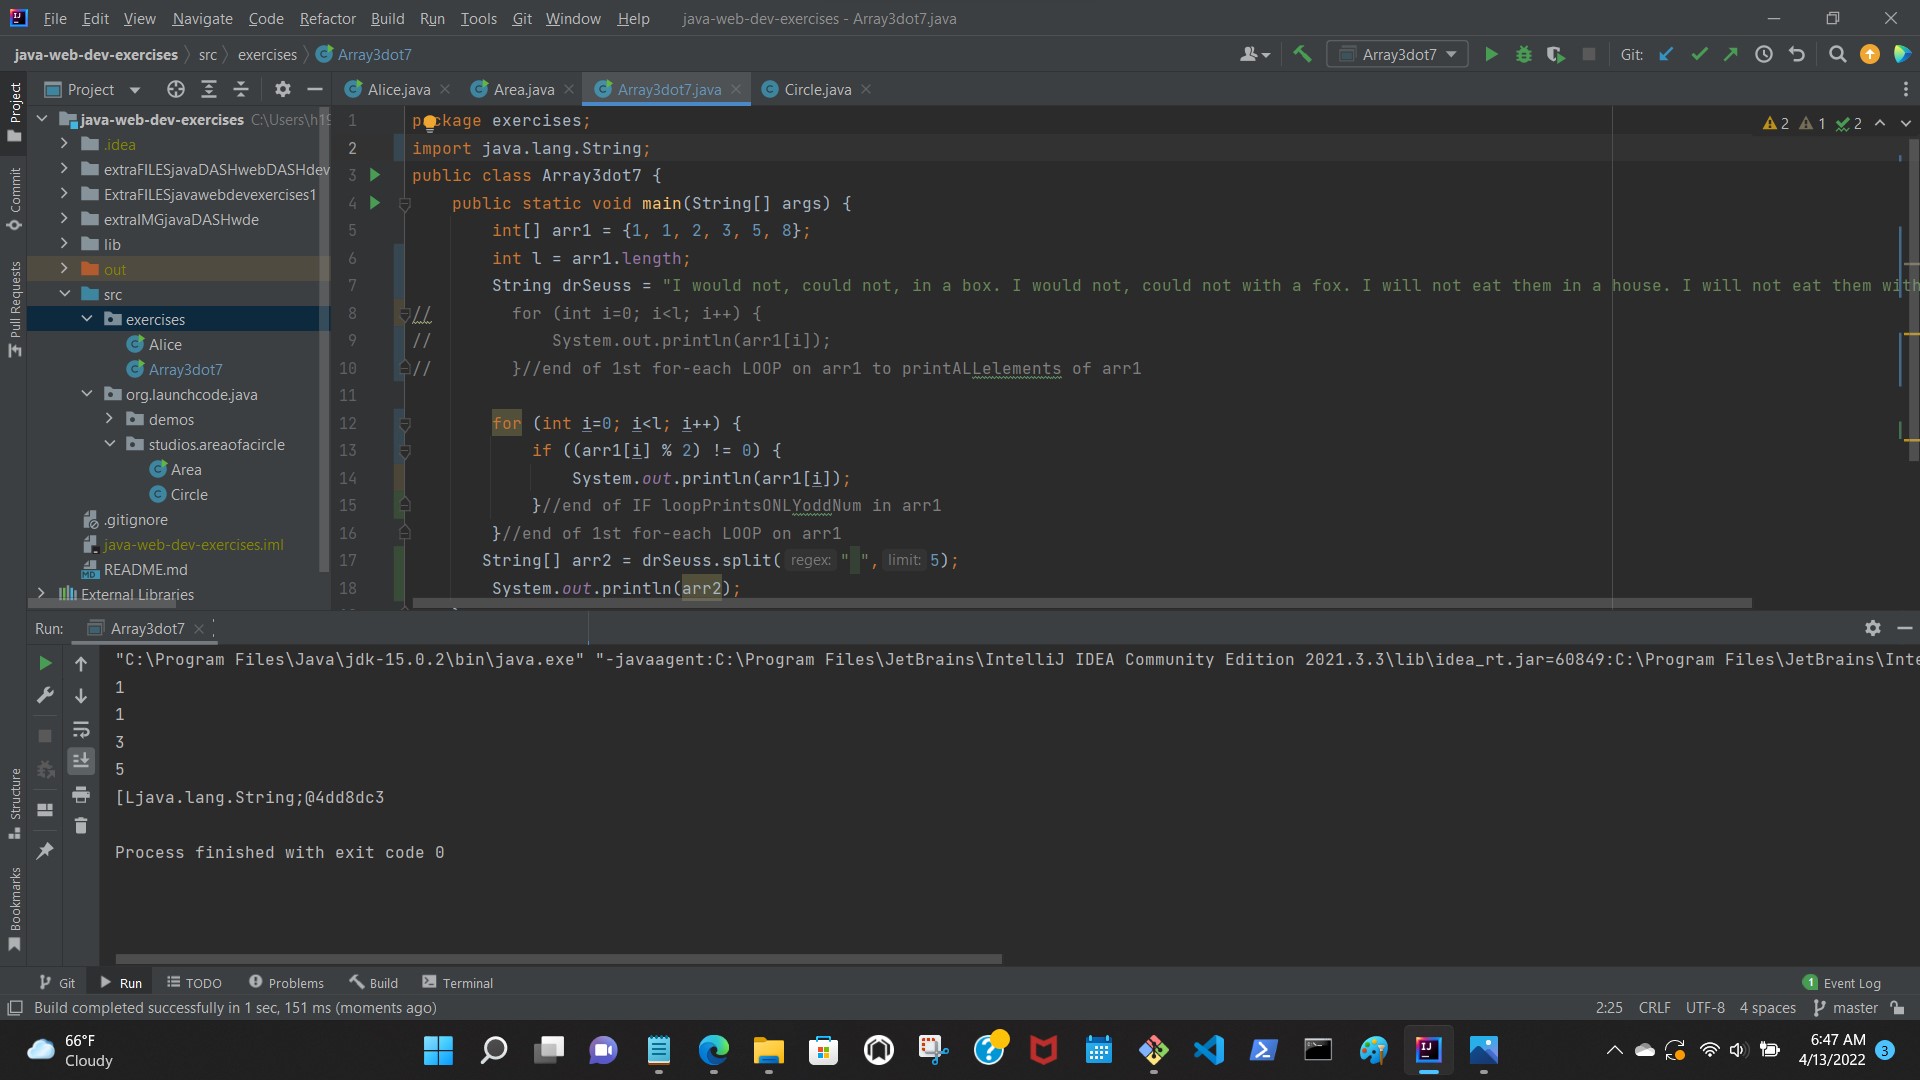 File Edit View Navigate Code Refactor Build Run Tools Git Window Help java-web-dev-exercises - Array3dot7.java
java-web-dev-exercises src exercises Array3dot7 Array3dot7 Git:
Project Alice.java Area.java Array3dot7.java Circle.java
Project
Commit
Pull Requests
Structure
Bookmarks
java-web-dev-exercises C:\Users\h19
.idea
extraFILESjavaDASHwebDASHdev
ExtraFILESjavawebdevexercises1
extraIMGjavaDASHwde
lib
out
src
exercises
Alice
Array3dot7
org.launchcode.java
demos
studios.areaofacircle
Area
Circle
.gitignore
java-web-dev-exercises.iml
README.md
External Libraries
2 1 2
1 package exercises;
2 import java.lang.String;
3 public class Array3dot7 {
4 public static void main(String[] args) {
5 int[] arr1 = {1, 1, 2, 3, 5, 8};
6 int l = arr1.length;
7 String drSeuss = "I would not, could not, in a box. I would not, could not with a fox. I will not eat them in a house. I will not eat them with
8 // for (int i=0; i<l; i++) {
9 // System.out.println(arr1[i]);
10 // }//end of 1st for-each LOOP on arr1 to printALLelements of arr1
11
12 for (int i=0; i<l; i++) {
13 if ((arr1[i] % 2) != 0) {
14 System.out.println(arr1[i]);
15 }//end of IF loopPrintsONLYoddNum in arr1
16 }//end of 1st for-each LOOP on arr1
17 String[] arr2 = drSeuss.split( regex: " ", limit: 5);
18 System.out.println(arr2);
Run: Array3dot7
"C:\Program Files\Java\jdk-15.0.2\bin\java.exe" "-javaagent:C:\Program Files\JetBrains\IntelliJ IDEA Community Edition 2021.3.3\lib\idea_rt.jar=60849:C:\Program Files\JetBrains\Inte
1
1
3
5
[Ljava.lang.String;@4dd8dc3
Process finished with exit code 0
Git Run TODO Problems Build Terminal 1 Event Log
Build completed successfully in 1 sec, 151 ms (moments ago) 2:25 CRLF UTF-8 4 spaces master
66°F
Cloudy
6:47 AM
4/13/2022 3